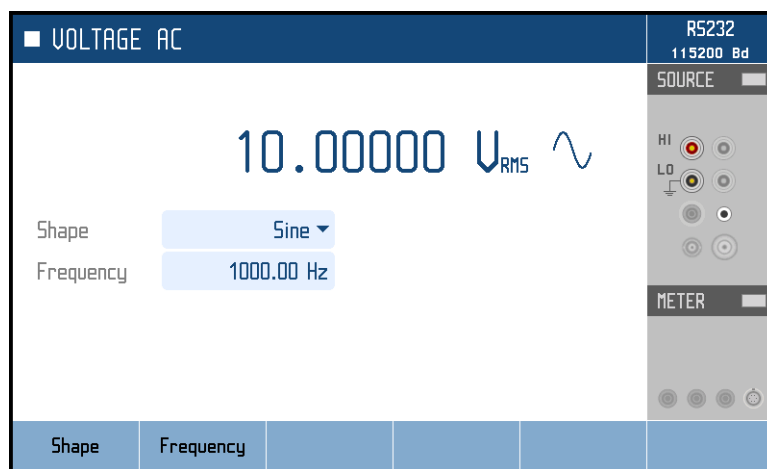 VOLTAGE AC
RS232
115200 Bd
SOURCE
10.00000 VRMS
HI
LO
Shape Sine
Frequency 1000.00 Hz
METER
Shape Frequency